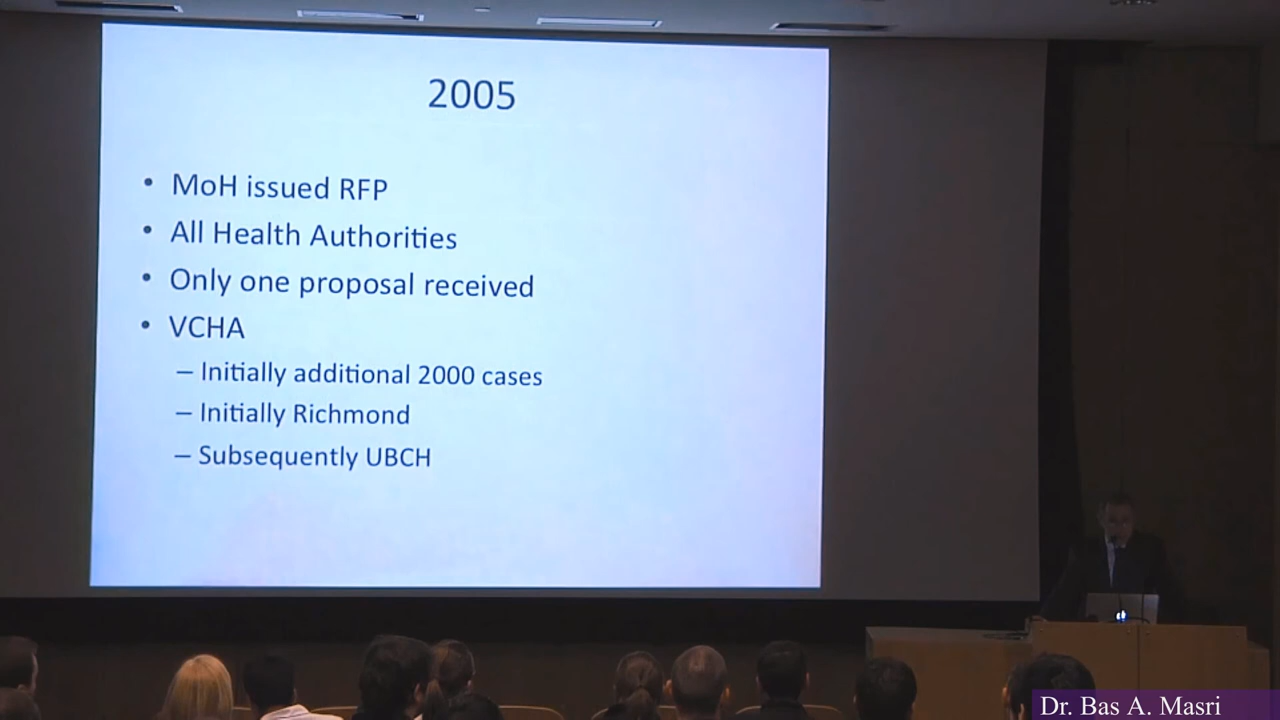 2005
• MoH issued RFP
• All Health Authorities
• Only one proposal received
• VCHA
– Initially additional 2000 cases
– Initially Richmond
– Subsequently UBCH
Dr. Bas A. Masri